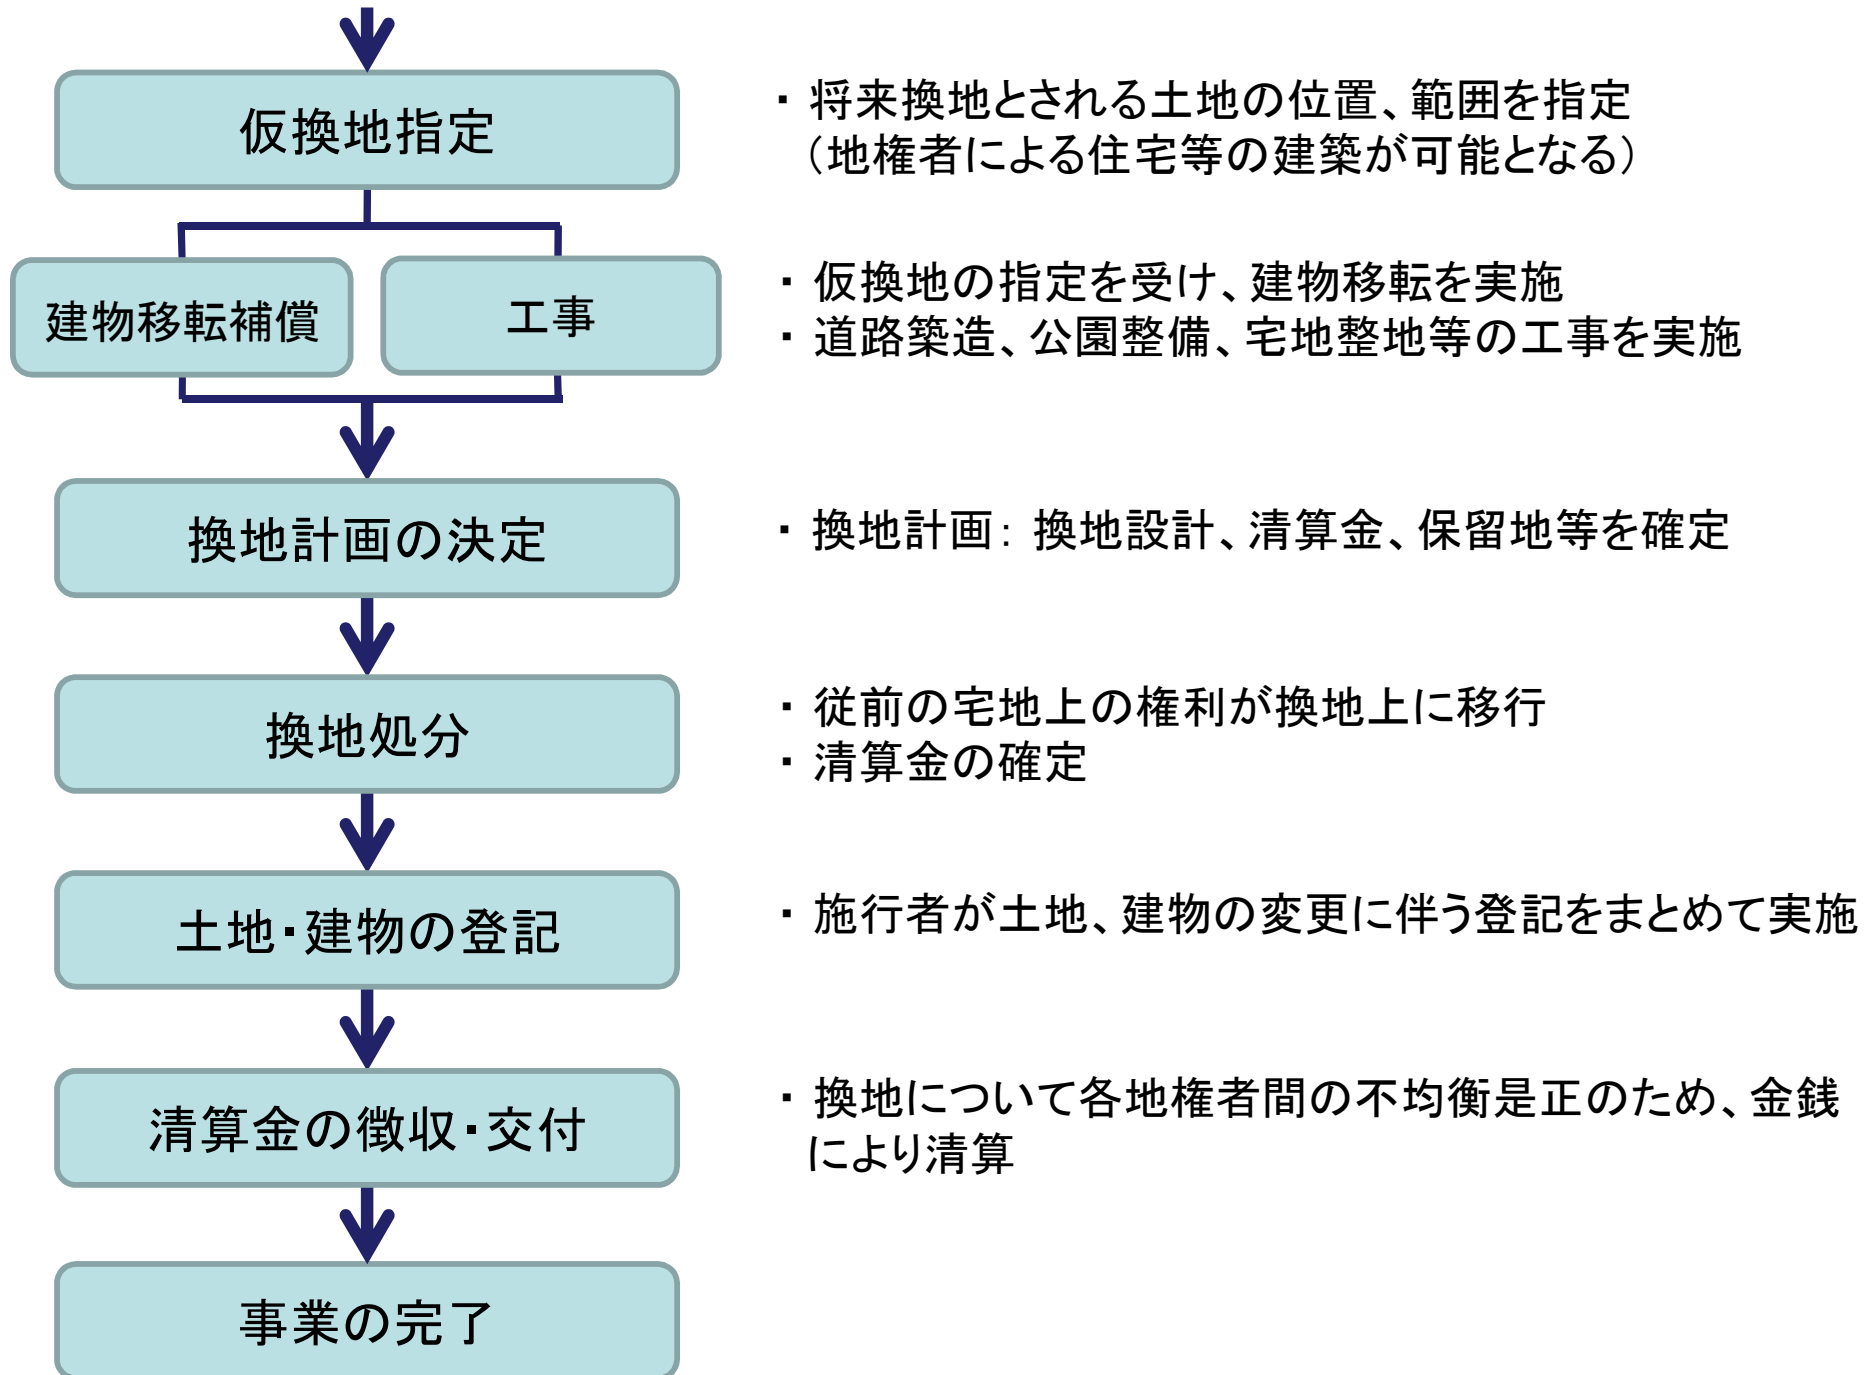 仮換地指定
・ 将来換地とされる土地の位置、範囲を指定
（地権者による住宅等の建築が可能となる）
建物移転補償
工事
・ 仮換地の指定を受け、建物移転を実施
・ 道路築造、公園整備、宅地整地等の工事を実施
換地計画の決定
・ 換地計画： 換地設計、清算金、保留地等を確定
換地処分
・ 従前の宅地上の権利が換地上に移行
・ 清算金の確定
土地・建物の登記
・ 施行者が土地、建物の変更に伴う登記をまとめて実施
清算金の徴収・交付
・ 換地について各地権者間の不均衡是正のため、金銭
により清算
事業の完了